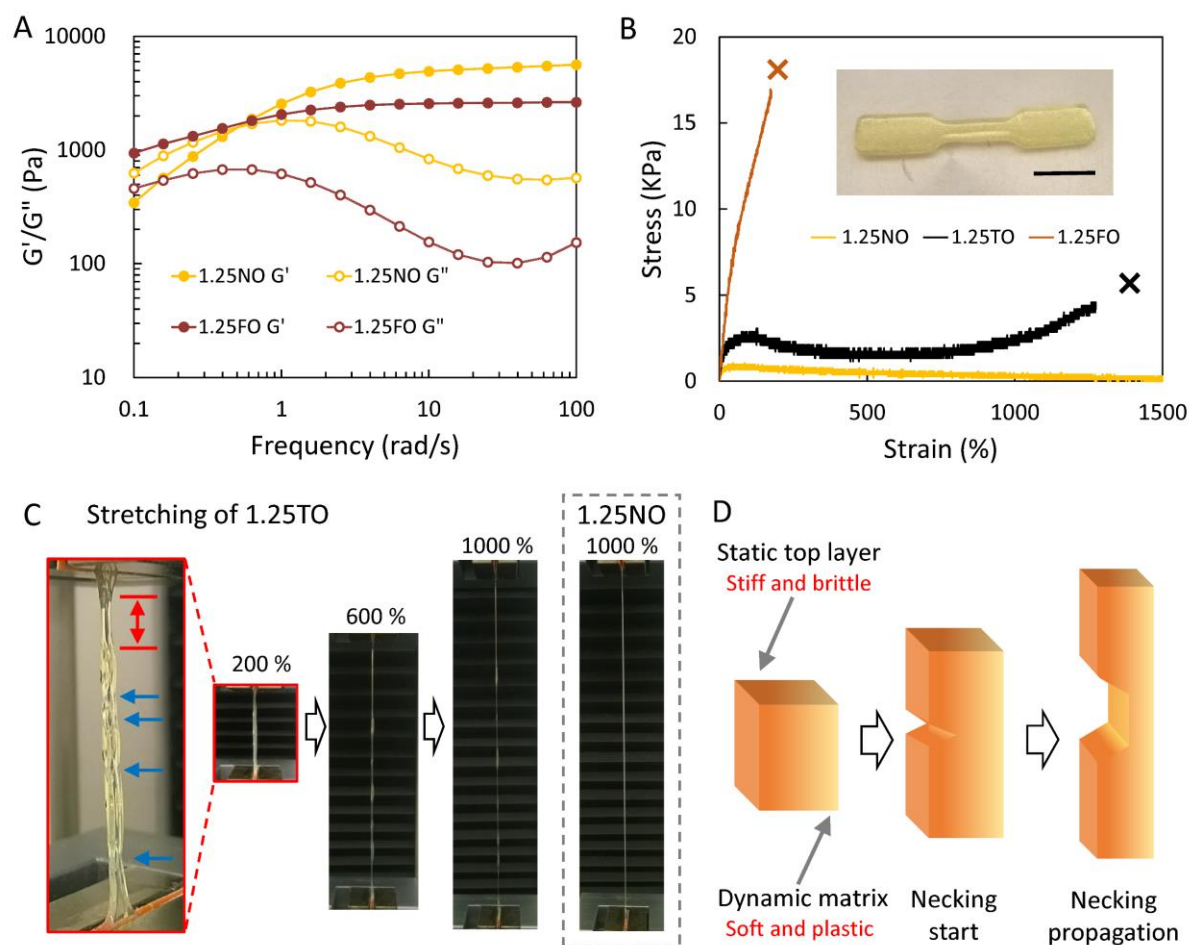 A
10000
1000
100
10
G'/G" (Pa)
0.1 1 10 100
Frequency (rad/s)
1.25NO G' 1.25NO G"
1.25FO G' 1.25FO G"
B
20
15
10
5
0
Stress (KPa)
1.25NO 1.25TO 1.25FO
0 500 1000 1500
Strain (%)
C Stretching of 1.25TO
200 %
600 %
1000 %
1.25NO
1000 %
D
Static top layer
Stiff and brittle
Dynamic matrix
Soft and plastic
Necking
start
Necking
propagation